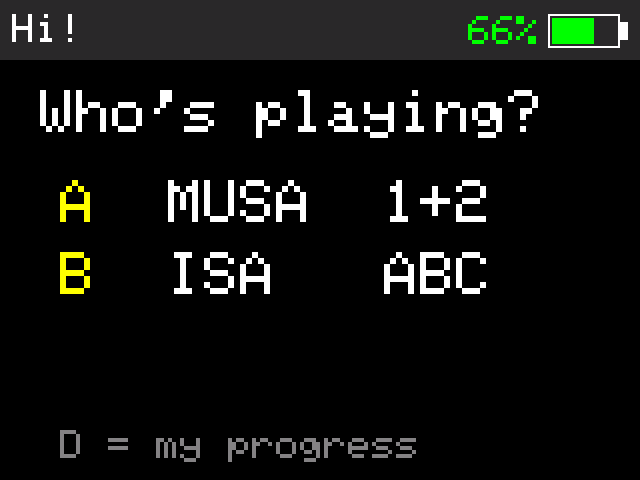 Hi! 66%
Who's playing?
A MUSA 1+2
B ISA ABC
D = my progress